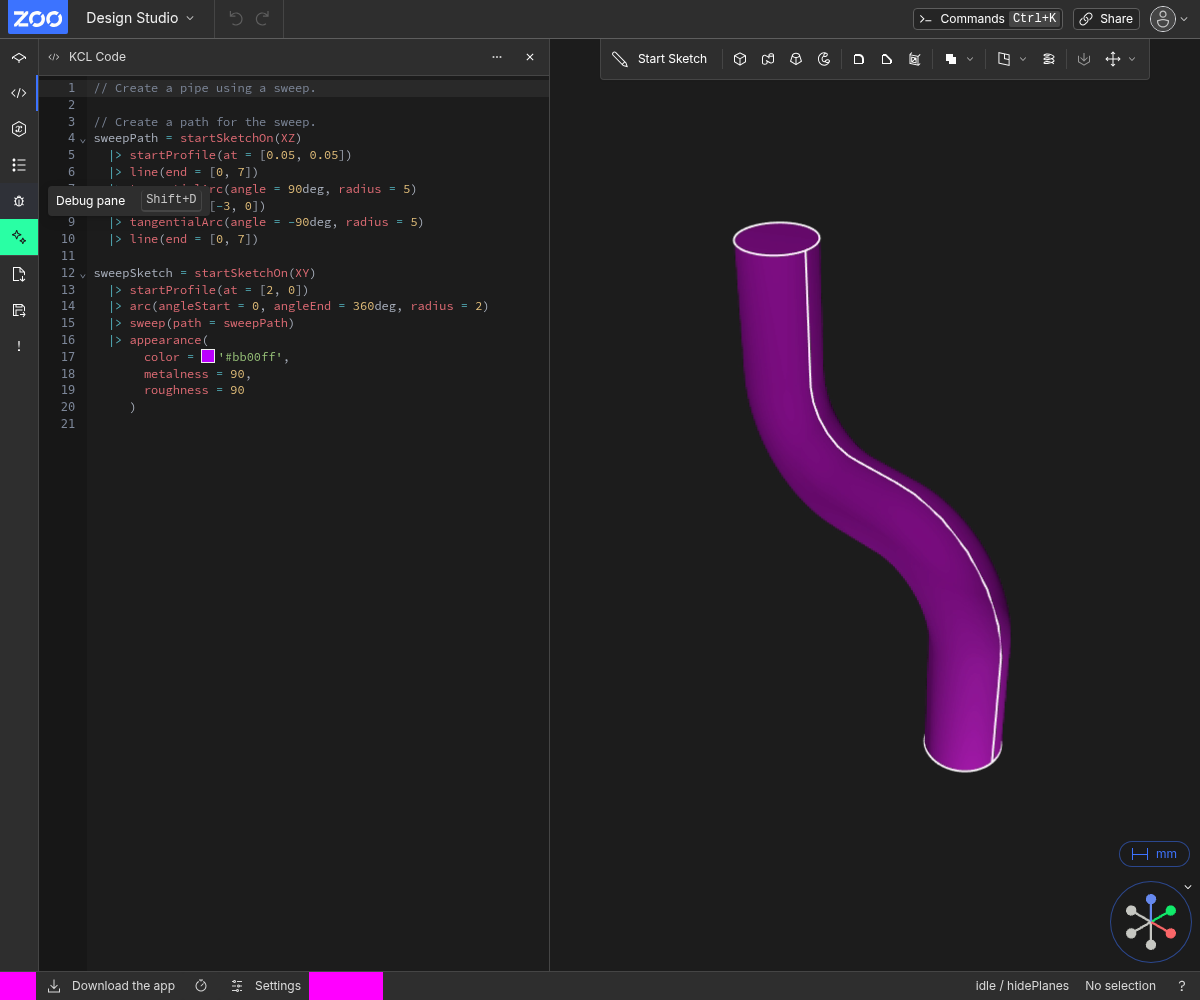 ZOO Design Studio Commands Ctrl+K Share
KCL Code
Start Sketch
1 // Create a pipe using a sweep.
2
3 // Create a path for the sweep.
4 sweepPath = startSketchOn(XZ)
5 |> startProfile(at = [0.05, 0.05])
6 |> line(end = [0, 7])
rc(angle = 90deg, radius = 5)
Debug pane Shift+D
[-3, 0])
9 |> tangentialArc(angle = -90deg, radius = 5)
10 |> line(end = [0, 7])
11
12 sweepSketch = startSketchOn(XY)
13 |> startProfile(at = [2, 0])
14 |> arc(angleStart = 0, angleEnd = 360deg, radius = 2)
15 |> sweep(path = sweepPath)
16 |> appearance(
17 color = '#bb00ff',
18 metalness = 90,
19 roughness = 90
20 )
21
mm
Download the app Settings idle / hidePlanes No selection ?